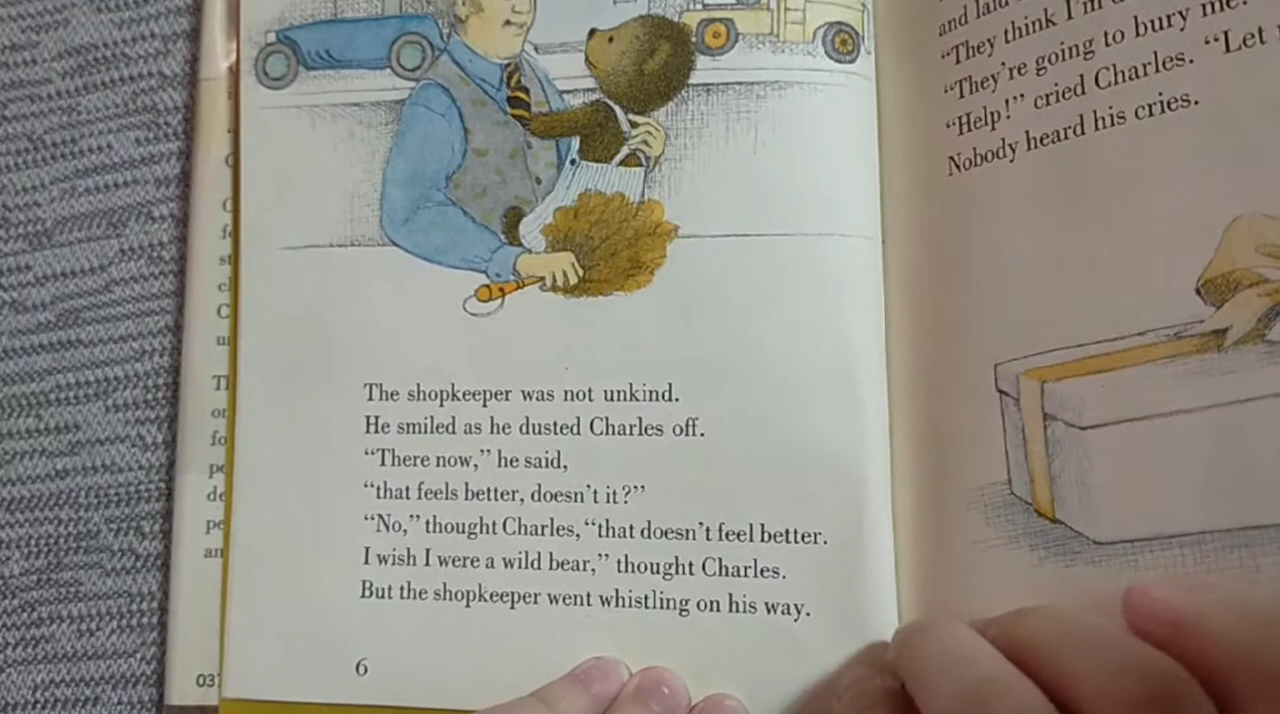 The shopkeeper was not unkind.
He smiled as he dusted Charles off.
“There now,” he said,
“that feels better, doesn’t it?”
“No,” thought Charles, “that doesn’t feel better.
I wish I were a wild bear,” thought Charles.
But the shopkeeper went whistling on his way.
6
and laid
“They think I’m
“They’re going to bury me.
“Help!” cried Charles. “Let
Nobody heard his cries.